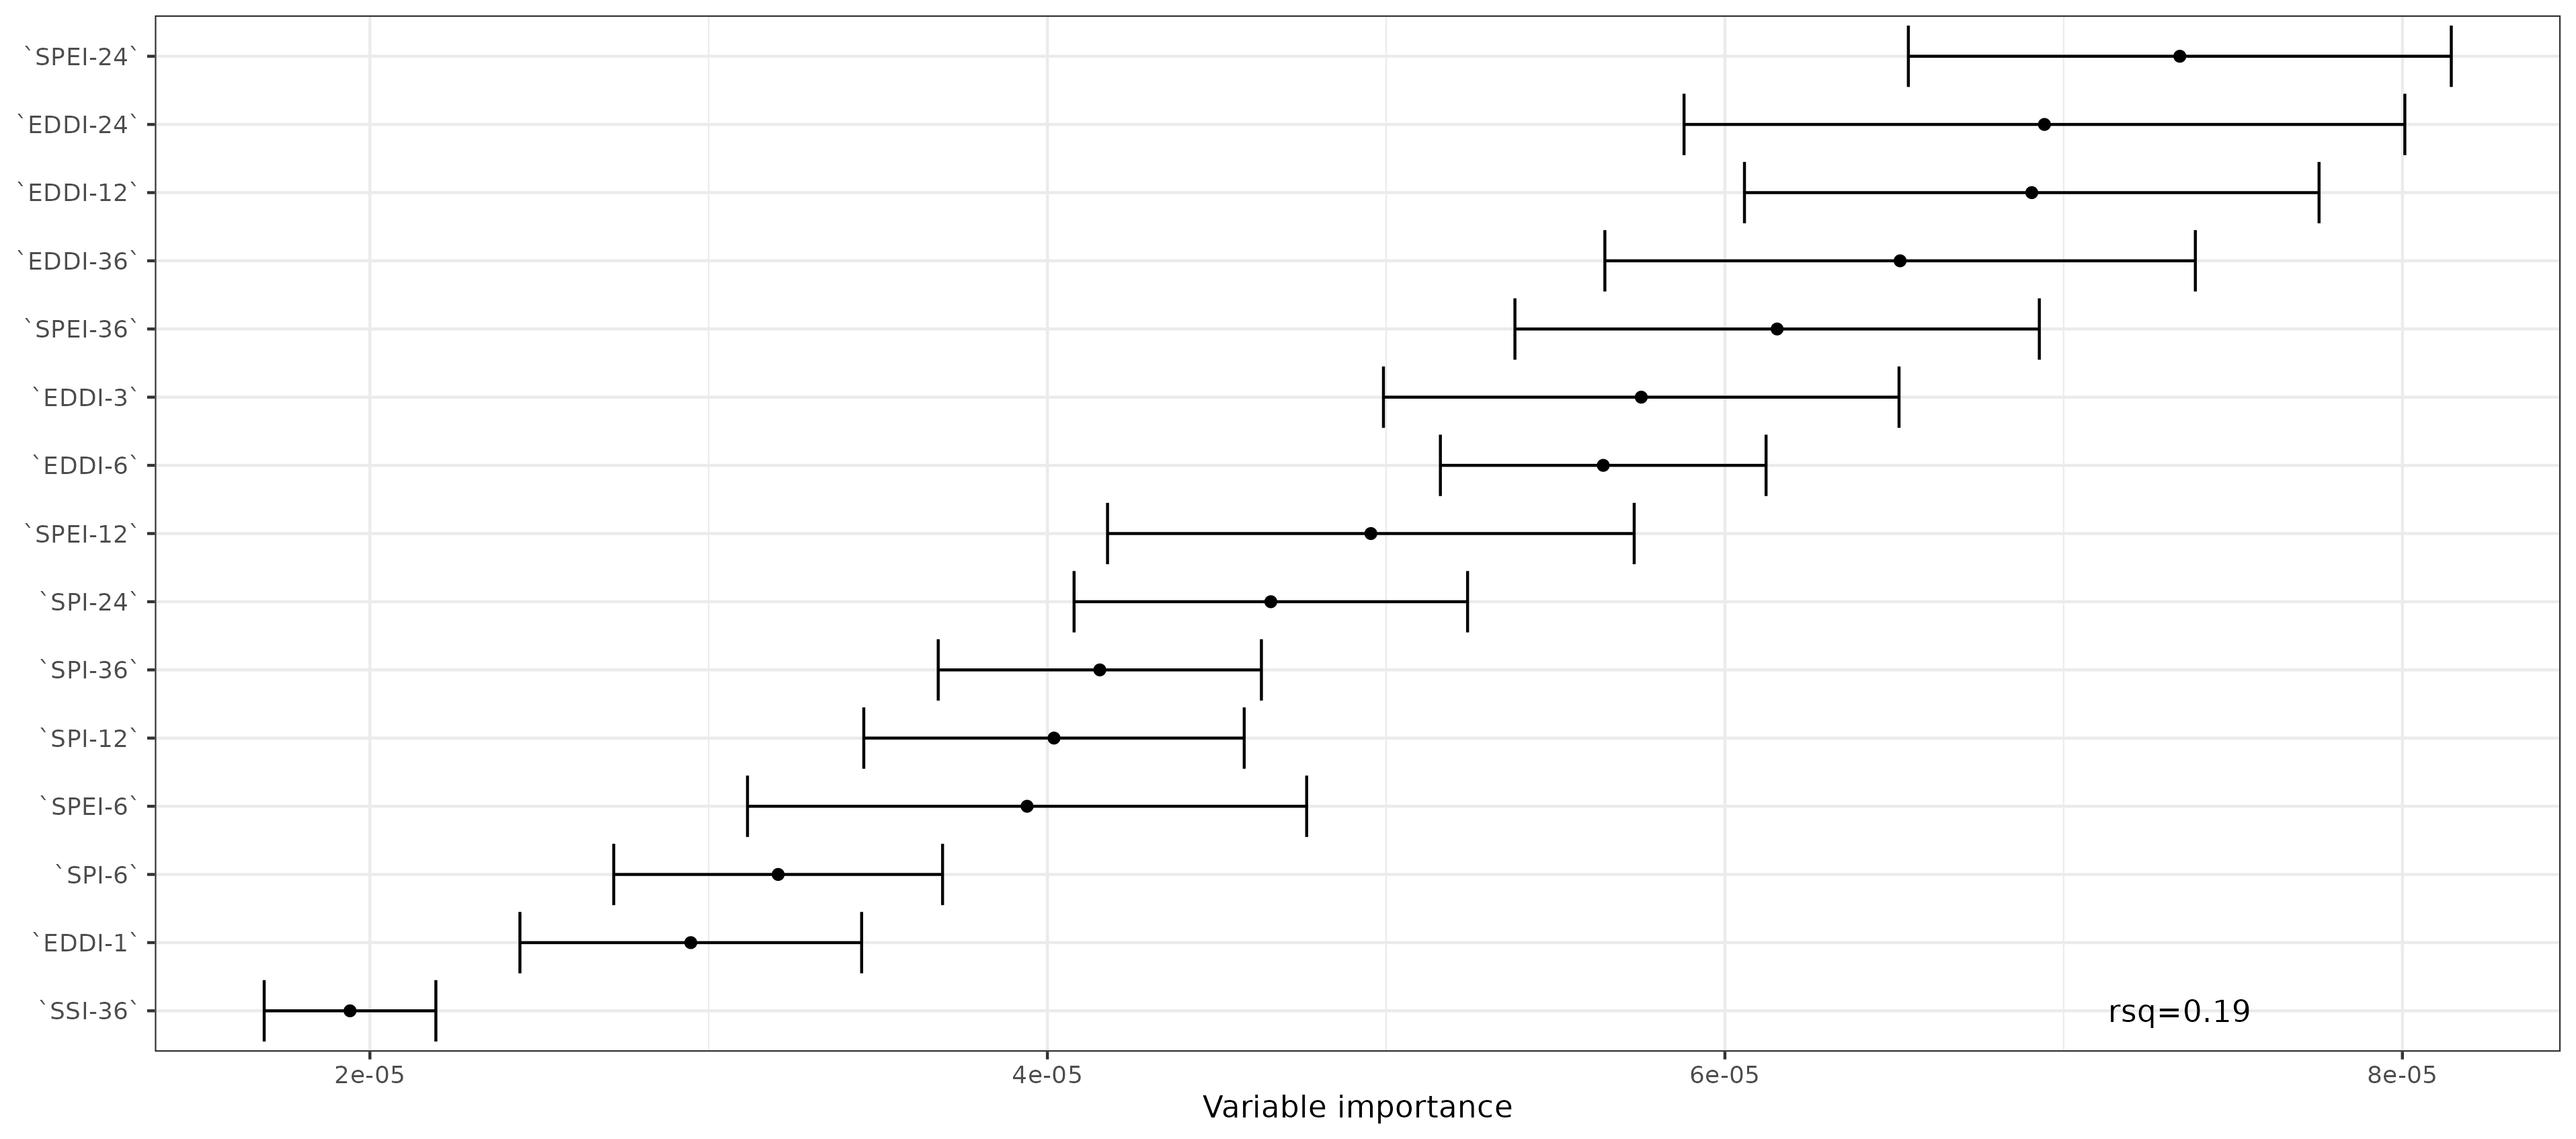 `SPEI-24`
`EDDI-24`
`EDDI-12`
`EDDI-36`
`SPEI-36`
`EDDI-3`
`EDDI-6`
`SPEI-12`
`SPI-24`
`SPI-36`
`SPI-12`
`SPEI-6`
`SPI-6`
`EDDI-1`
`SSI-36`
rsq=0.19
2e-05 4e-05 6e-05 8e-05
Variable importance